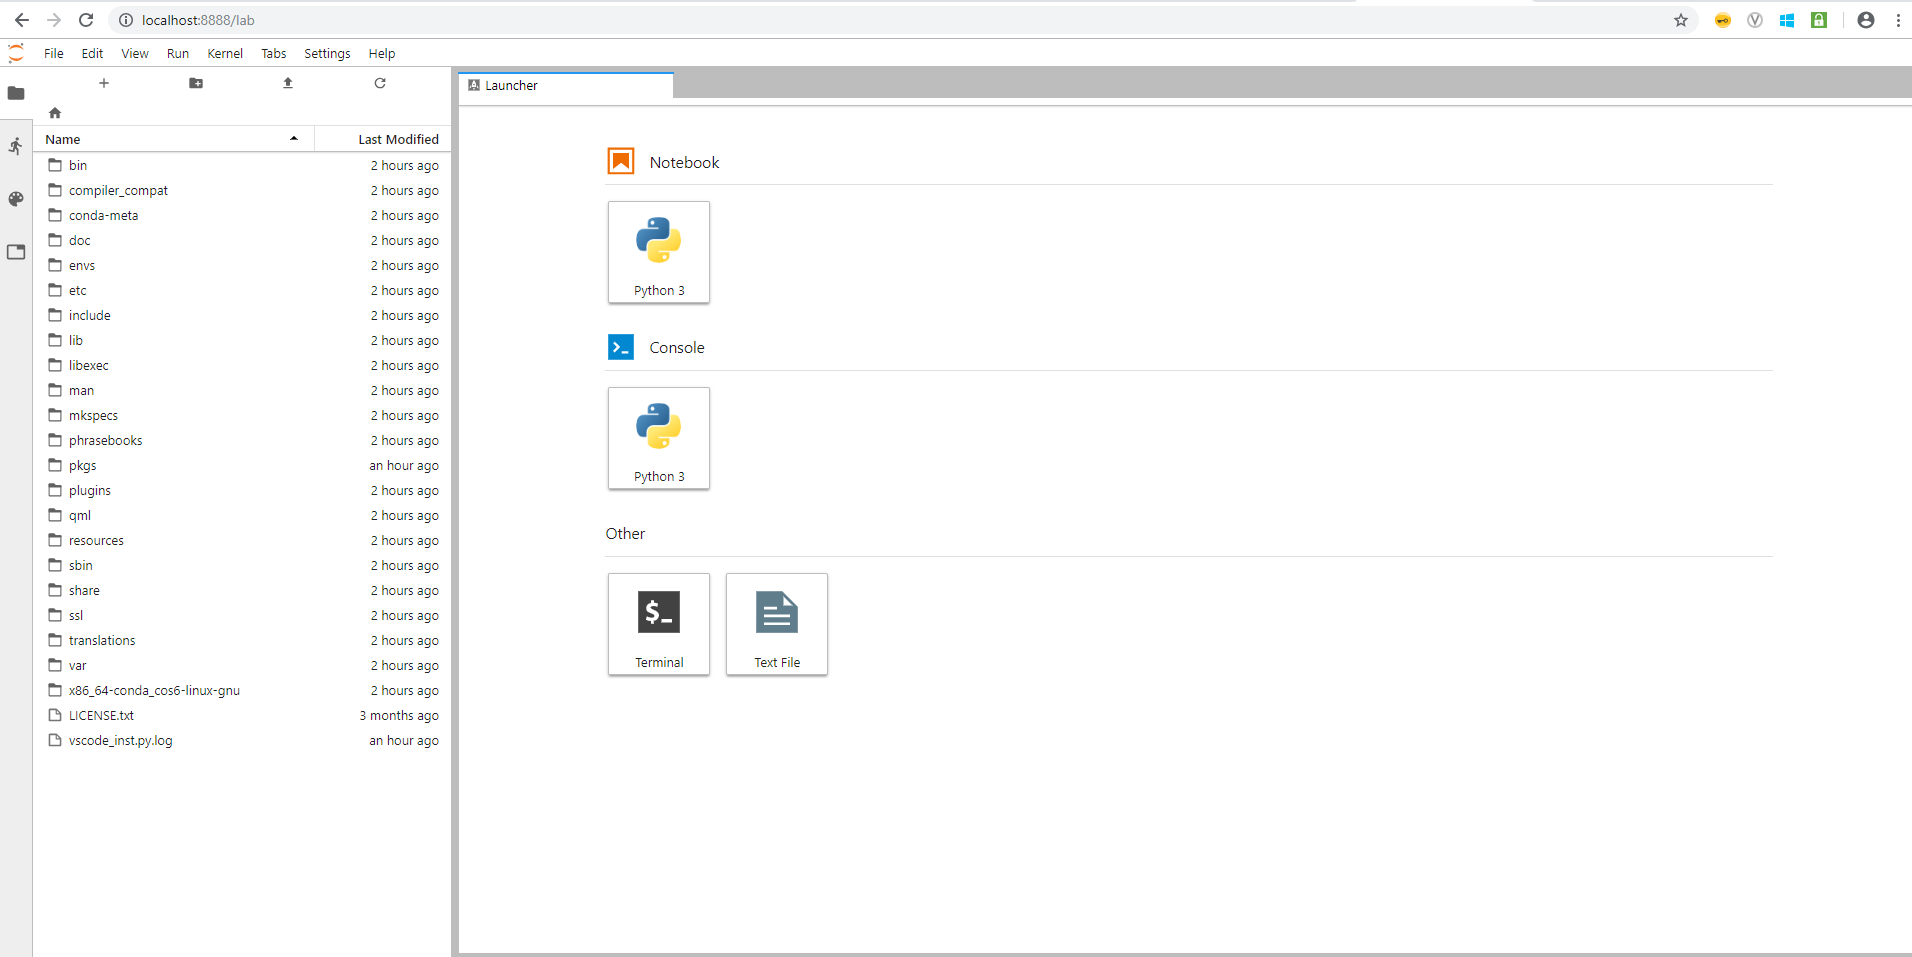 localhost:8888/lab
File Edit View Run Kernel Tabs Settings Help
Launcher
Name Last Modified
bin 2 hours ago
compiler_compat 2 hours ago
conda-meta 2 hours ago
doc 2 hours ago
envs 2 hours ago
etc 2 hours ago
include 2 hours ago
lib 2 hours ago
libexec 2 hours ago
man 2 hours ago
mkspecs 2 hours ago
phrasebooks 2 hours ago
pkgs an hour ago
plugins 2 hours ago
qml 2 hours ago
resources 2 hours ago
sbin 2 hours ago
share 2 hours ago
ssl 2 hours ago
translations 2 hours ago
var 2 hours ago
x86_64-conda_cos6-linux-gnu 2 hours ago
LICENSE.txt 3 months ago
vscode_inst.py.log an hour ago
Notebook
Python 3
Console
Python 3
Other
$_
Terminal Text File